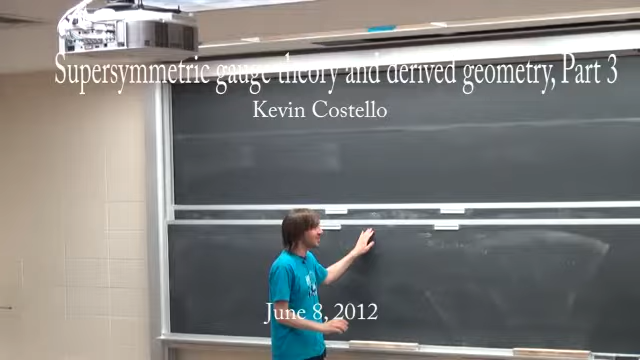 Supersymmetric gauge theory and derived geometry, Part 3
Kevin Costello
June 8, 2012